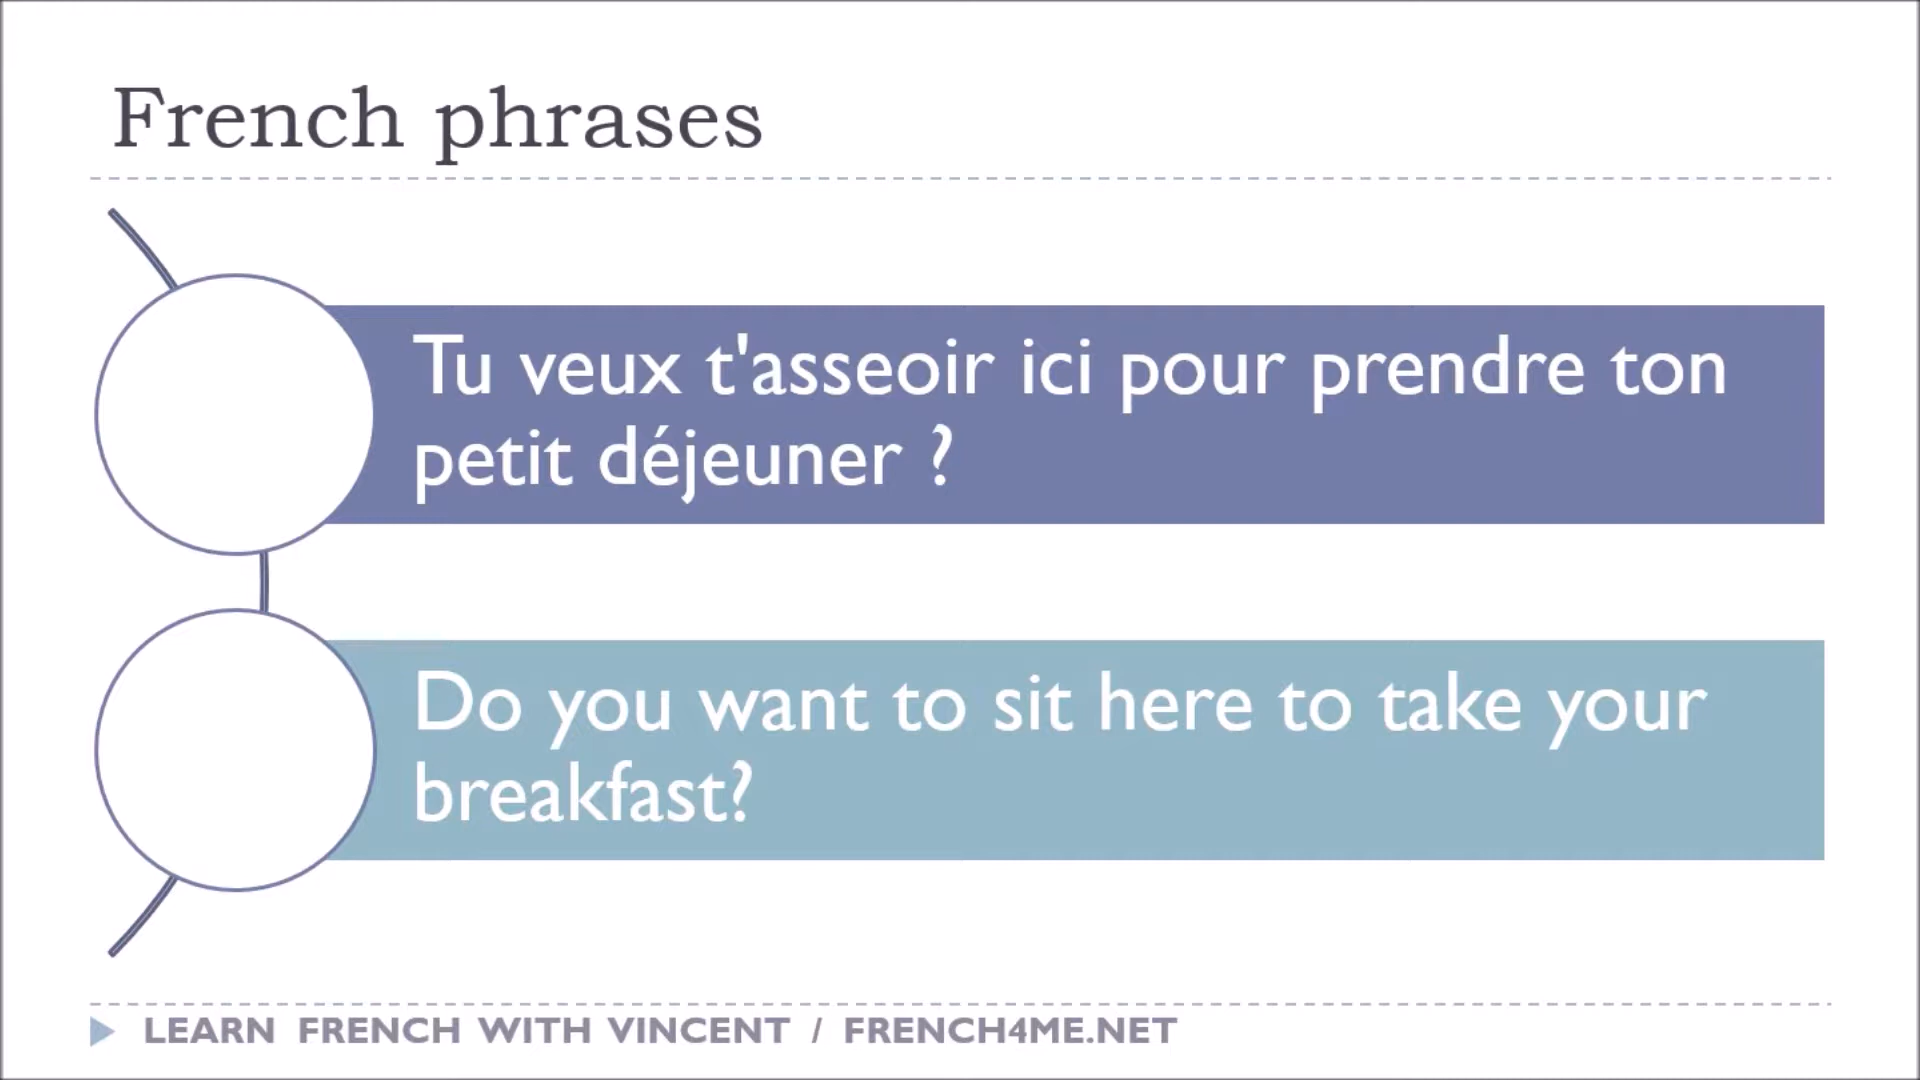 French phrases
Tu veux t'asseoir ici pour prendre ton
petit déjeuner ?
Do you want to sit here to take your
breakfast?
LEARN FRENCH WITH VINCENT / FRENCH4ME.NET